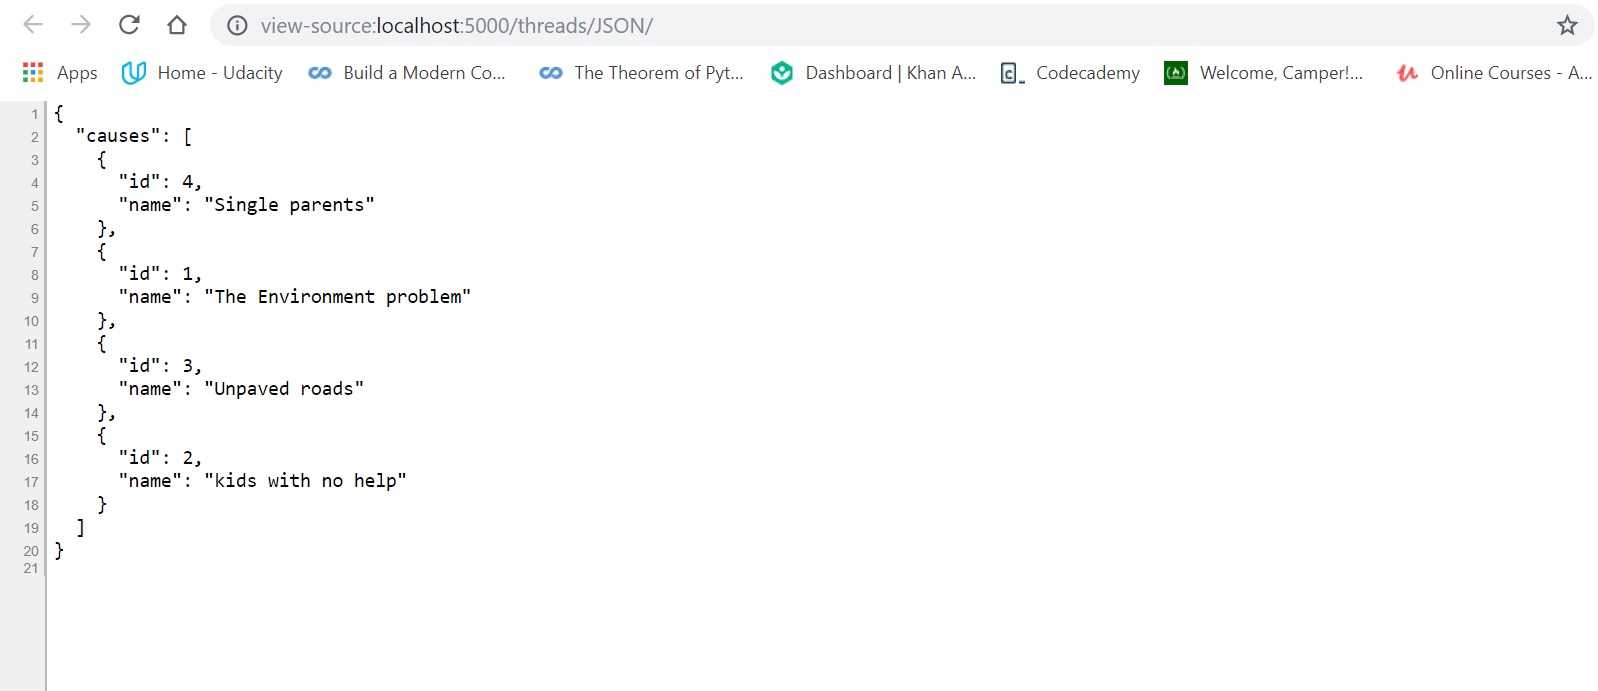 view-source:localhost:5000/threads/JSON/
Apps Home - Udacity Build a Modern Co... The Theorem of Pyt... Dashboard | Khan A... Codecademy Welcome, Camper!... Online Courses - A...
1 {
2 "causes": [
3 {
4 "id": 4,
5 "name": "Single parents"
6 },
7 {
8 "id": 1,
9 "name": "The Environment problem"
10 },
11 {
12 "id": 3,
13 "name": "Unpaved roads"
14 },
15 {
16 "id": 2,
17 "name": "kids with no help"
18 }
19 ]
20 }
21